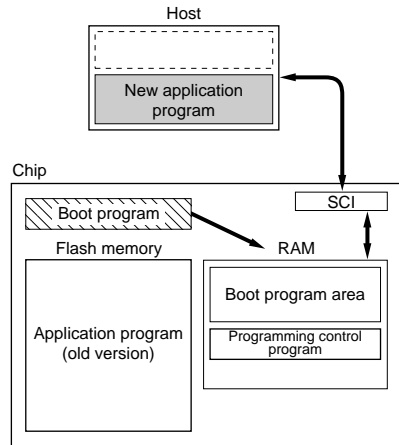 Host
New application
program
Chip
SCI
Boot program
Flash memory
RAM
Application program
(old version)
Boot program area
Programming control
program